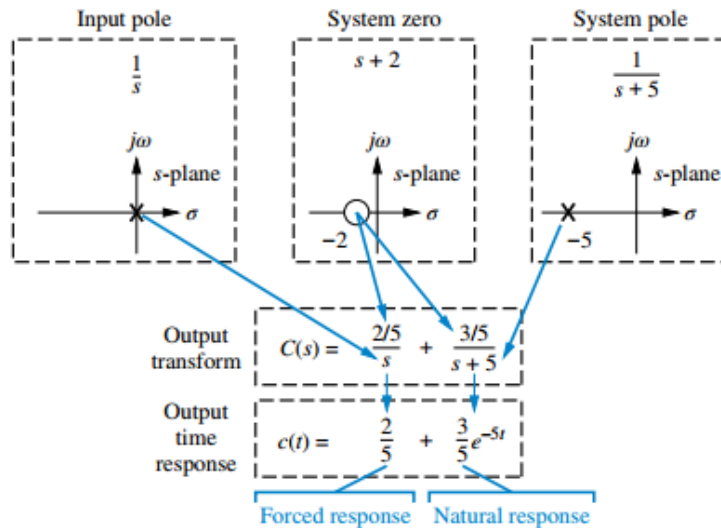 Input pole
System zero
System pole
1/s
s + 2
1/(s + 5)
jω
s-plane
σ
jω
s-plane
σ
−2
jω
s-plane
σ
−5
Output
transform
C(s) = 2/5/s + 3/5/(s + 5)
Output
time
response
c(t) = 2/5 + 3/5 e^−5t
Forced response
Natural response